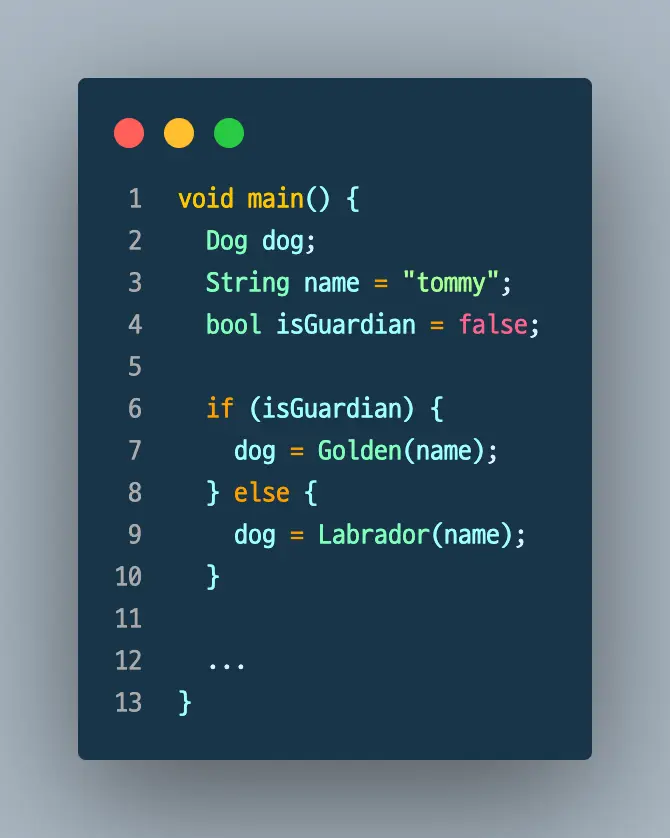 1 void main() {
2   Dog dog;
3   String name = "tommy";
4   bool isGuardian = false;
5
6   if (isGuardian) {
7     dog = Golden(name);
8   } else {
9     dog = Labrador(name);
10   }
11
12   ...
13 }